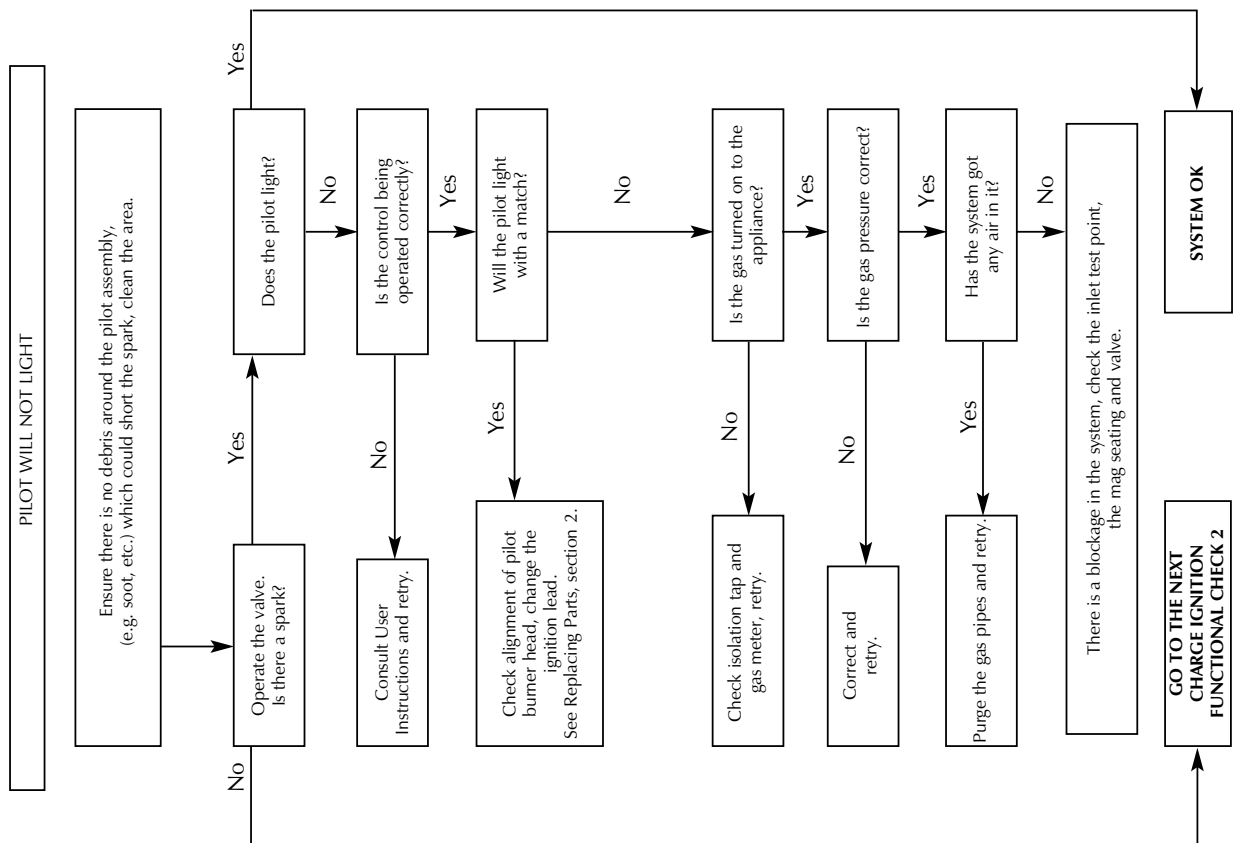 PILOT WILL NOT LIGHT
Ensure there is no debris around the pilot assembly,
(e.g. soot, etc.) which could short the spark, clean the area.
No
Operate the valve.
Is there a spark?
Yes
Does the pilot light?
Yes
No
Consult User
Instructions and retry.
No
Is the control being
operated correctly?
Yes
Check alignment of pilot
burner head, change the
ignition lead.
See Replacing Parts, section 2.
Yes
Will the pilot light
with a match?
No
Check isolation tap and
gas meter, retry.
No
Is the gas turned on to the
appliance?
Yes
Correct and
retry.
No
Is the gas pressure correct?
Yes
Purge the gas pipes and retry.
Yes
Has the system got
any air in it?
No
There is a blockage in the system, check the inlet test point,
the mag seating and valve.
GO TO THE NEXT
CHARGE IGNITION
FUNCTIONAL CHECK 2
SYSTEM OK